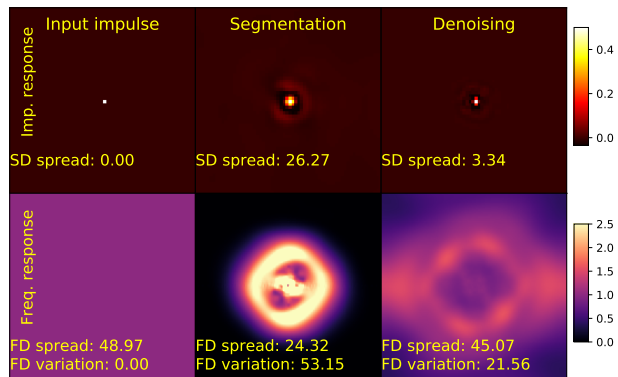 Input impulse
Segmentation
Denoising
Imp. response
SD spread: 0.00
SD spread: 26.27
SD spread: 3.34
0.4
0.2
0.0
Freq. response
FD spread: 48.97
FD variation: 0.00
FD spread: 24.32
FD variation: 53.15
FD spread: 45.07
FD variation: 21.56
2.5
2.0
1.5
1.0
0.5
0.0